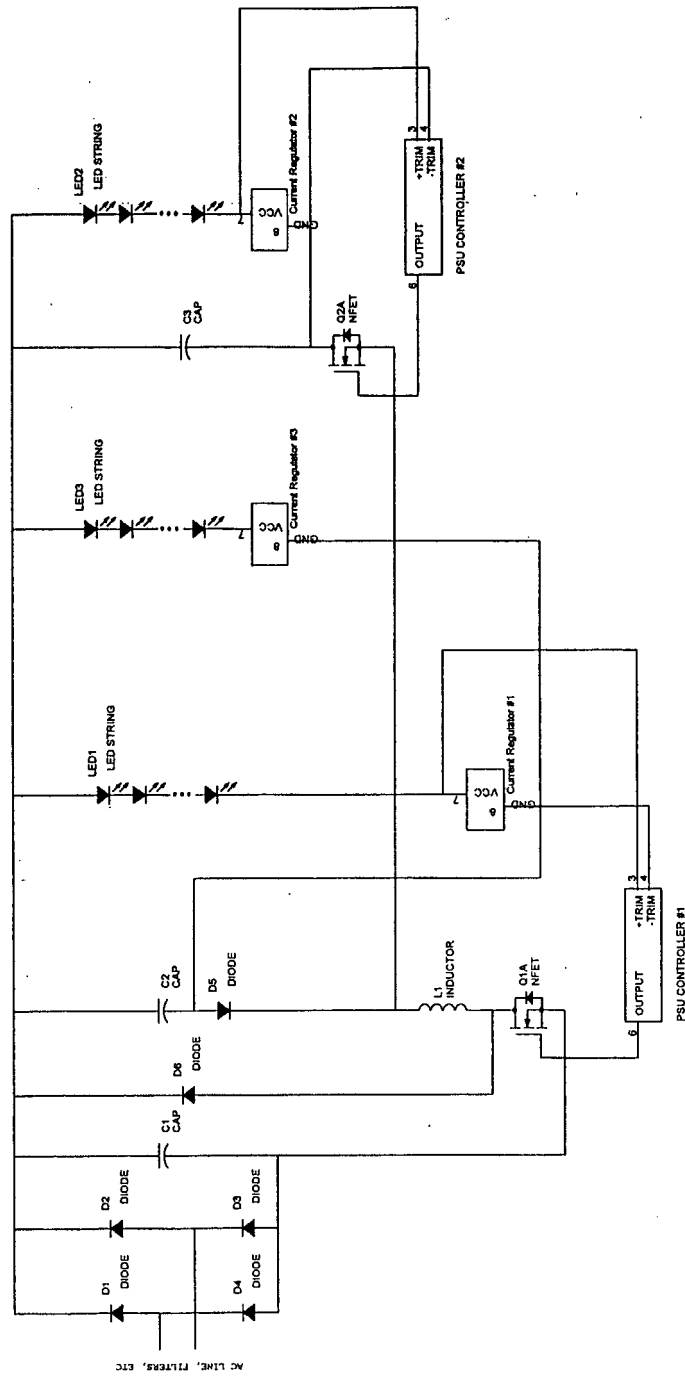 AC LINE, FILTERS, ETC
D1
DIODE
D2
DIODE
D4
DIODE
D3
DIODE
C1
CAP
D6
DIODE
C2
CAP
D5
DIODE
L1
INDUCTOR
Q1A
NFET
6
OUTPUT
+TRIM
-TRIM
3
4
PSU CONTROLLER #1
LED1
LED STRING
7
VCC
8
GND
Current Regulator #1
LED3
LED STRING
7
VCC
8
GND
Current Regulator #3
C3
CAP
Q2A
NFET
LED2
LED STRING
7
VCC
8
GND
Current Regulator #2
6
OUTPUT
+TRIM
-TRIM
3
4
PSU CONTROLLER #2